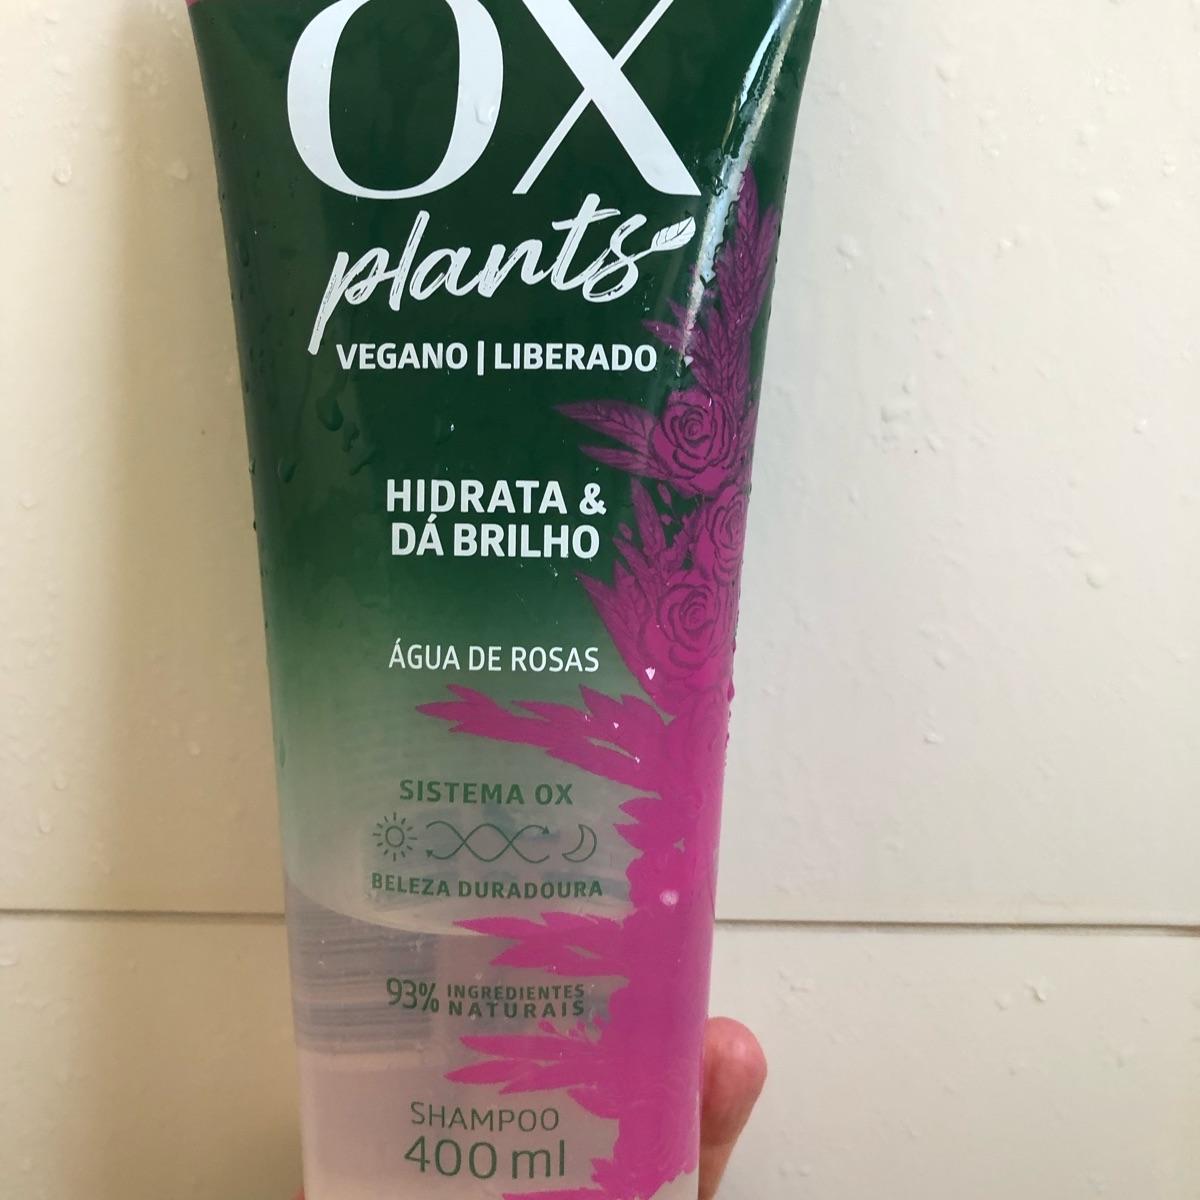 OX
plants
VEGANO | LIBERADO
HIDRATA &
DÁ BRILHO
ÁGUA DE ROSAS
SISTEMA OX
BELEZA DURADOURA
93% INGREDIENTES
NATURAIS
SHAMPOO
400 ml